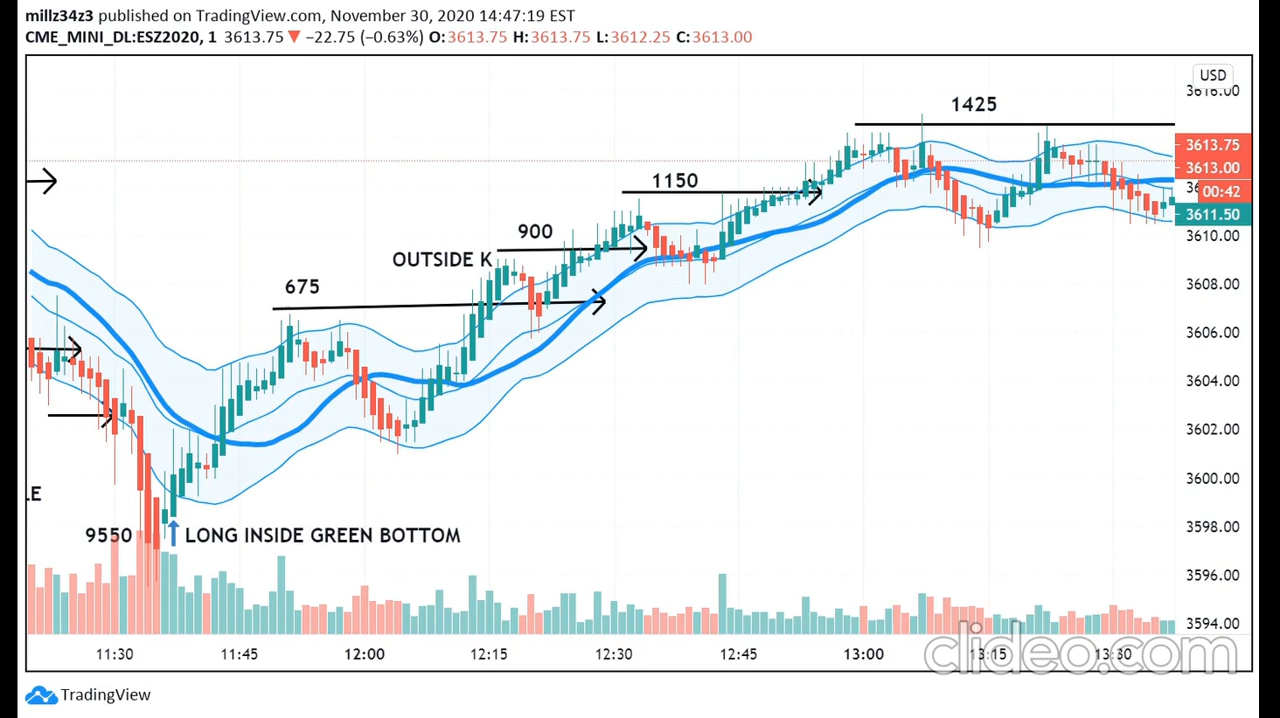 millz34z3 published on TradingView.com, November 30, 2020 14:47:19 EST
CME_MINI_DL:ESZ2020, 1 3613.75 ▼ −22.75 (−0.63%) O:3613.75 H:3613.75 L:3612.25 C:3613.00
USD
3616.00
1425
3613.75
3613.00
1150
00:42
3611.50
900
3610.00
OUTSIDE K
675
3608.00
3606.00
3604.00
3602.00
3600.00
LE
9550
LONG INSIDE GREEN BOTTOM
3598.00
3596.00
3594.00
11:30 11:45 12:00 12:15 12:30 12:45 13:00 13:15 13:30
clideo.com
TradingView